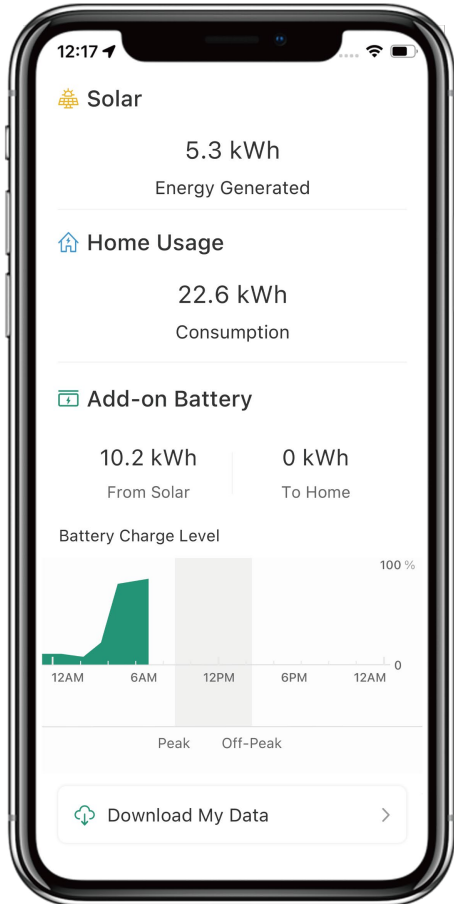 12:17
Solar
5.3 kWh
Energy Generated
Home Usage
22.6 kWh
Consumption
Add-on Battery
10.2 kWh 0 kWh
From Solar To Home
Battery Charge Level
100 %
0
12AM 6AM 12PM 6PM 12AM
Peak Off-Peak
Download My Data